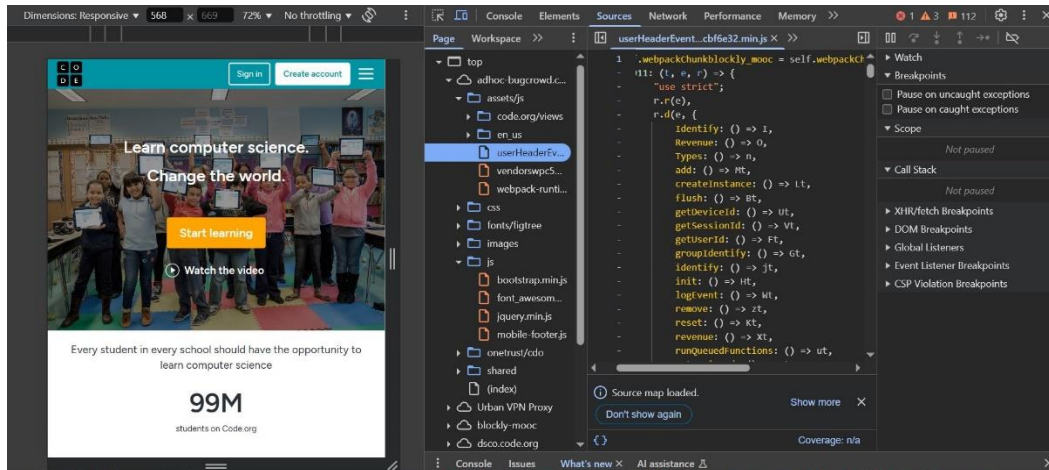 Dimensions: Responsive 568 x 669 72% No throttling
Console Elements Sources Network Performance Memory 1 3 112
C O
D E
Sign in
Create account
Learn computer science.
Change the world.
Start learning
Watch the video
Every student in every school should have the opportunity to
learn computer science
99M
students on Code.org
Page Workspace
top
adhoc-bugcrowd.c...
assets/js
code.org/views
en_us
userHeaderEv...
vendorswpc5...
webpack-runti...
css
fonts/figtree
images
js
bootstrap.min.js
font_awesom...
jquery.min.js
mobile-footer.js
onetrust/cdo
shared
(index)
Urban VPN Proxy
blockly-mooc
dsco.code.org
userHeaderEvent...cbf6e32.min.js
1 .webpackChunkblockly_mooc = self.webpackCh
- 11: (t, e, r) => {
- "use strict";
- r.r(e),
- r.d(e, {
- Identify: () => I,
- Revenue: () => O,
- Types: () => n,
- add: () => Mt,
- createInstance: () => Lt,
- flush: () => Bt,
- getDeviceId: () => Ut,
- getSessionId: () => Vt,
- getUserId: () => Ft,
- groupIdentify: () => Gt,
- identify: () => jt,
- init: () => Ht,
- logEvent: () => Wt,
- remove: () => zt,
- reset: () => Kt,
- revenue: () => Xt,
- runQueuedFunctions: () => ut,
Source map loaded.
Don't show again
Show more
{} Coverage: n/a
Watch
Breakpoints
Pause on uncaught exceptions
Pause on caught exceptions
Scope
Not paused
Call Stack
Not paused
XHR/fetch Breakpoints
DOM Breakpoints
Global Listeners
Event Listener Breakpoints
CSP Violation Breakpoints
Console Issues What's new AI assistance